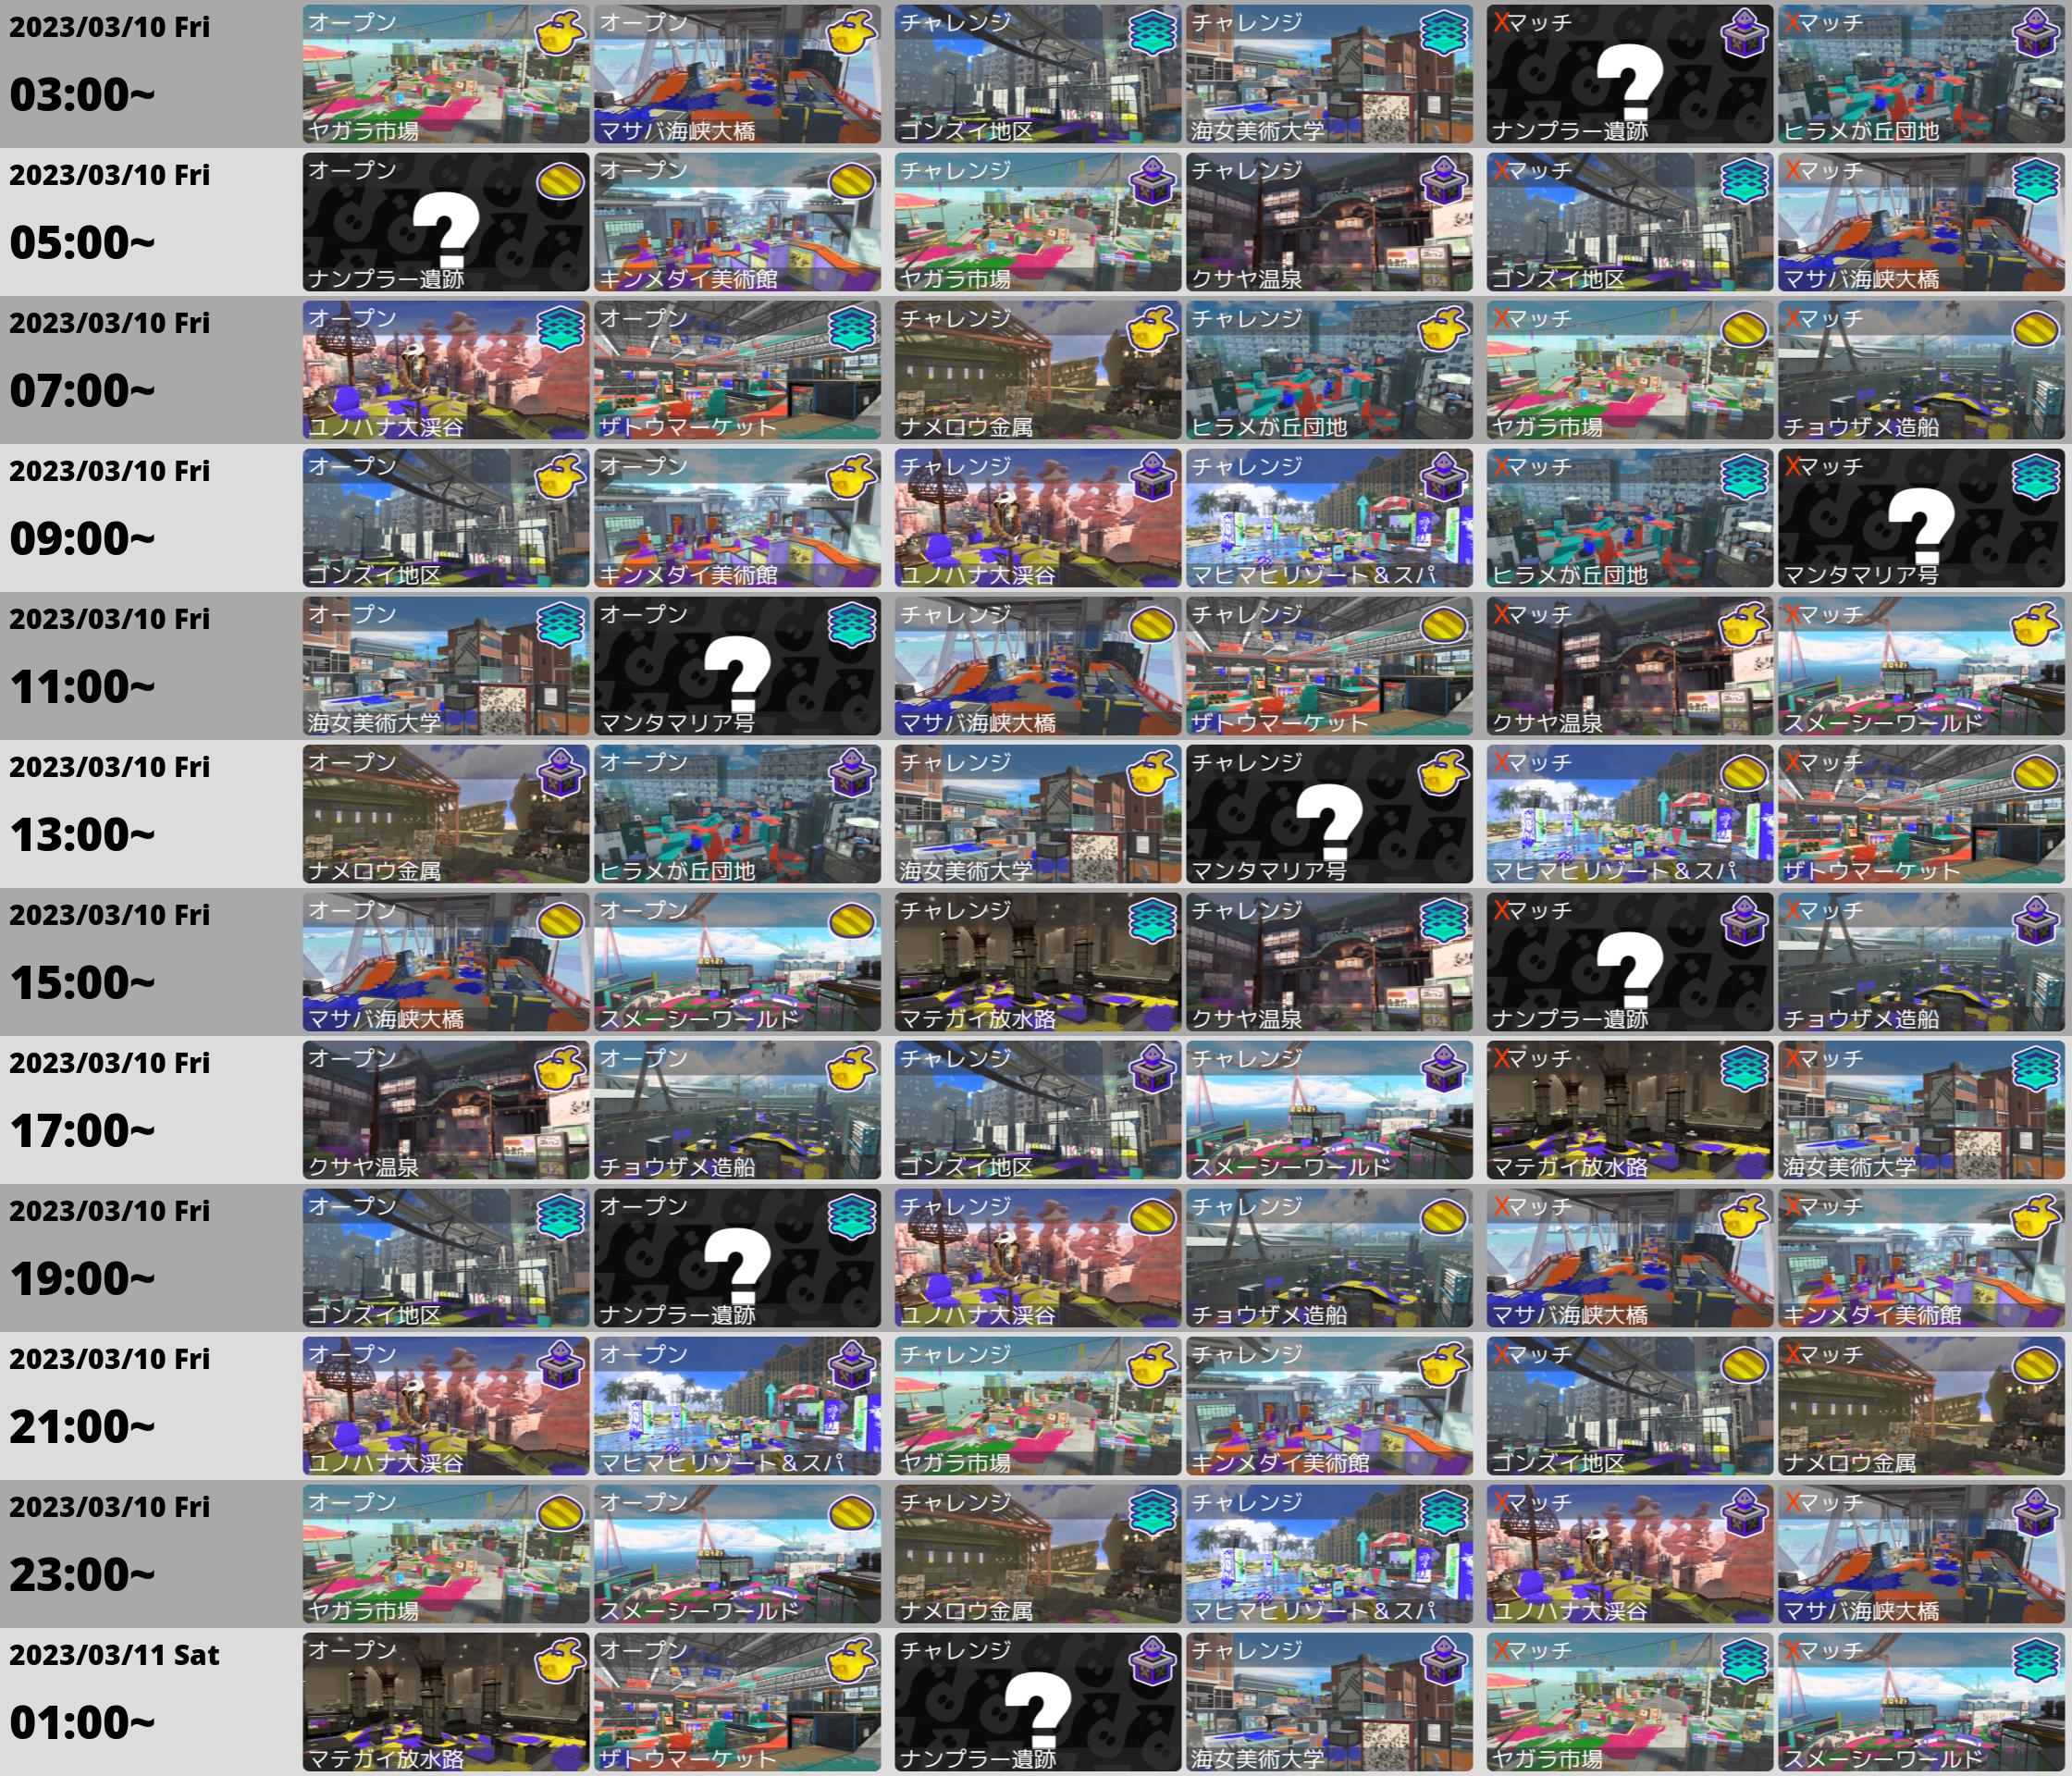 2023/03/10 Fri
03:00~
オープン
ヤガラ市場
オープン
マサバ海峡大橋
チャレンジ
ゴンズイ地区
チャレンジ
海女美術大学
Xマッチ
ナンプラー遺跡
Xマッチ
ヒラメが丘団地
2023/03/10 Fri
05:00~
オープン
ナンプラー遺跡
オープン
キンメダイ美術館
チャレンジ
ヤガラ市場
チャレンジ
クサヤ温泉
Xマッチ
ゴンズイ地区
Xマッチ
マサバ海峡大橋
2023/03/10 Fri
07:00~
オープン
ユノハナ大渓谷
オープン
ザトウマーケット
チャレンジ
ナメロウ金属
チャレンジ
ヒラメが丘団地
Xマッチ
ヤガラ市場
Xマッチ
チョウザメ造船
2023/03/10 Fri
09:00~
オープン
ゴンズイ地区
オープン
キンメダイ美術館
チャレンジ
ユノハナ大渓谷
チャレンジ
マヒマヒリゾート＆スパ
Xマッチ
ヒラメが丘団地
Xマッチ
マンタマリア号
2023/03/10 Fri
11:00~
オープン
海女美術大学
オープン
マンタマリア号
チャレンジ
マサバ海峡大橋
チャレンジ
ザトウマーケット
Xマッチ
クサヤ温泉
Xマッチ
スメーシーワールド
2023/03/10 Fri
13:00~
オープン
ナメロウ金属
オープン
ヒラメが丘団地
チャレンジ
海女美術大学
チャレンジ
マンタマリア号
Xマッチ
マヒマヒリゾート＆スパ
Xマッチ
ザトウマーケット
2023/03/10 Fri
15:00~
オープン
マサバ海峡大橋
オープン
スメーシーワールド
チャレンジ
マテガイ放水路
チャレンジ
クサヤ温泉
Xマッチ
ナンプラー遺跡
Xマッチ
チョウザメ造船
2023/03/10 Fri
17:00~
オープン
クサヤ温泉
オープン
チョウザメ造船
チャレンジ
ゴンズイ地区
チャレンジ
スメーシーワールド
Xマッチ
マテガイ放水路
Xマッチ
海女美術大学
2023/03/10 Fri
19:00~
オープン
ゴンズイ地区
オープン
ナンプラー遺跡
チャレンジ
ユノハナ大渓谷
チャレンジ
チョウザメ造船
Xマッチ
マサバ海峡大橋
Xマッチ
キンメダイ美術館
2023/03/10 Fri
21:00~
オープン
ユノハナ大渓谷
オープン
マヒマヒリゾート＆スパ
チャレンジ
ヤガラ市場
チャレンジ
キンメダイ美術館
Xマッチ
ゴンズイ地区
Xマッチ
ナメロウ金属
2023/03/10 Fri
23:00~
オープン
ヤガラ市場
オープン
スメーシーワールド
チャレンジ
ナメロウ金属
チャレンジ
マヒマヒリゾート＆スパ
Xマッチ
ユノハナ大渓谷
Xマッチ
マサバ海峡大橋
2023/03/11 Sat
01:00~
オープン
マテガイ放水路
オープン
ザトウマーケット
チャレンジ
ナンプラー遺跡
チャレンジ
海女美術大学
Xマッチ
ヤガラ市場
Xマッチ
スメーシーワールド